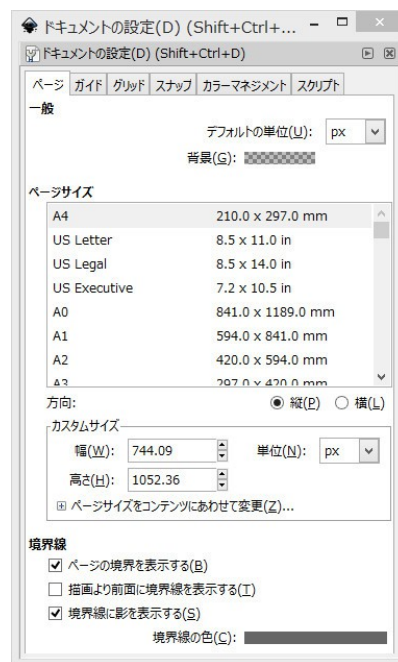 ドキュメントの設定(D) (Shift+Ctrl+...
ドキュメントの設定(D) (Shift+Ctrl+D)
ページ ガイド グリッド スナップ カラーマネジメント スクリプト
一般
デフォルトの単位(U): px
背景(G):
ページサイズ
A4 210.0 x 297.0 mm
US Letter 8.5 x 11.0 in
US Legal 8.5 x 14.0 in
US Executive 7.2 x 10.5 in
A0 841.0 x 1189.0 mm
A1 594.0 x 841.0 mm
A2 420.0 x 594.0 mm
A3 297.0 x 420.0 mm
方向: 縦(P) 横(L)
カスタムサイズ
幅(W): 744.09 単位(N): px
高さ(H): 1052.36
ページサイズをコンテンツにあわせて変更(Z)...
境界線
ページの境界を表示する(B)
描画より前面に境界線を表示する(T)
境界線に影を表示する(S)
境界線の色(C):